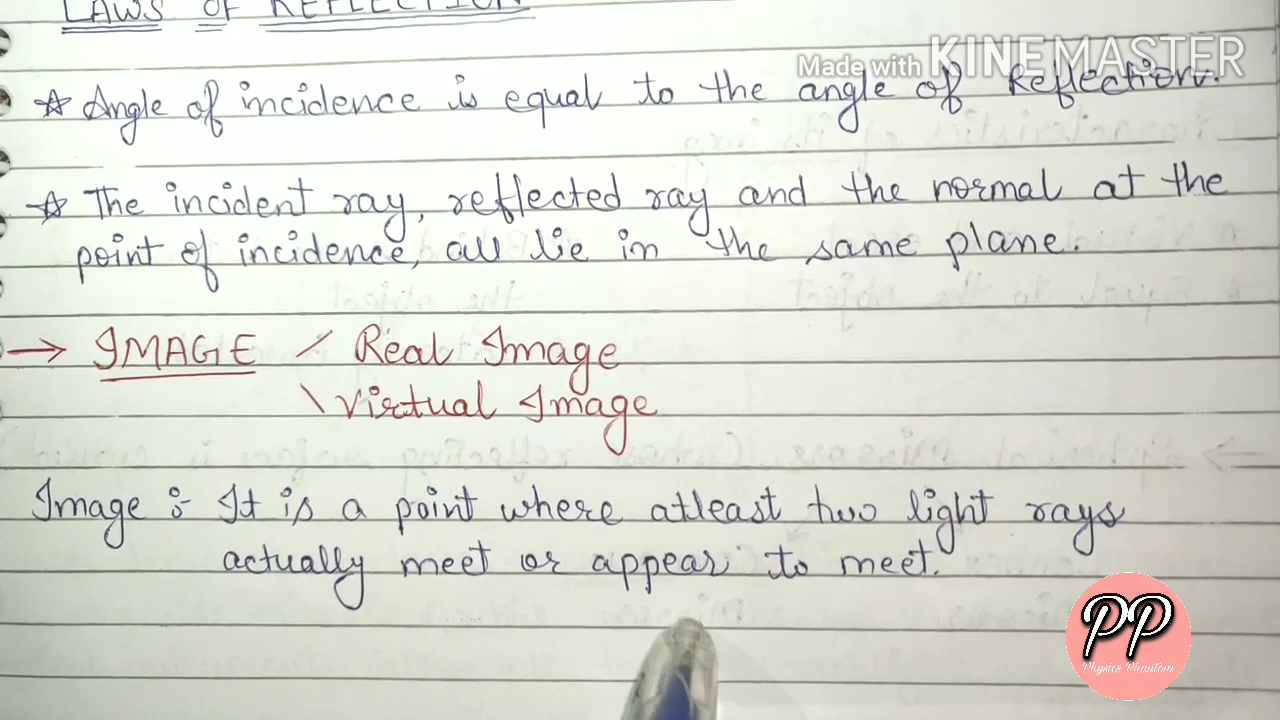 LAWS OF REFLECTION
Made with KINEMASTER
☆ Angle of incidence is equal to the angle of Reflection.
☆ The incident ray, reflected ray and the normal at the
point of incidence, all lie in the same plane.
→ IMAGE / Real Image
\ Virtual Image
Image :- It is a point where atleast two light rays
actually meet or appear to meet.
PP
Physics Phantom